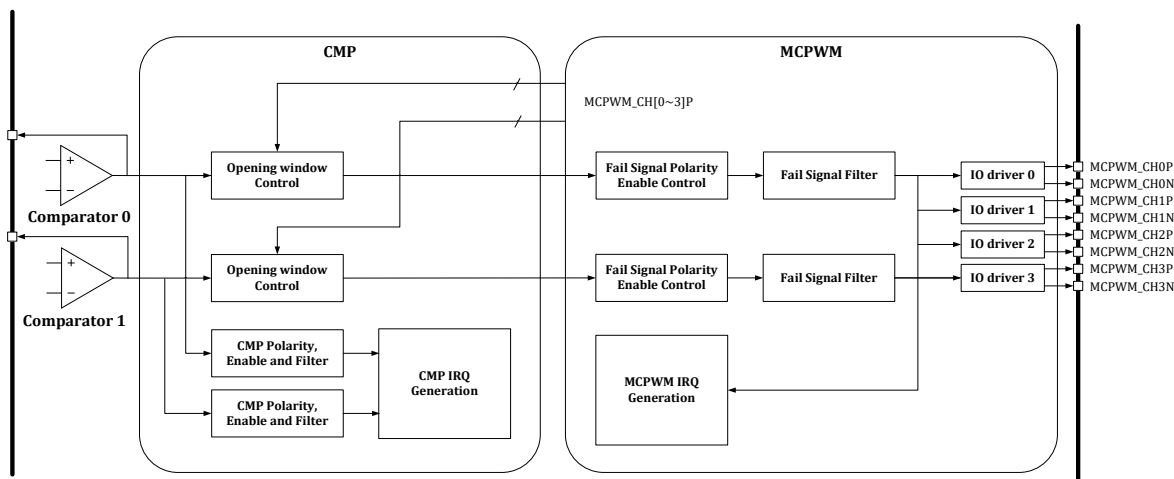 CMP
MCPWM
MCPWM_CH[0~3]P
+
−
Comparator 0
Opening window
Control
Fail Signal Polarity
Enable Control
Fail Signal Filter
IO driver 0
IO driver 1
IO driver 2
IO driver 3
MCPWM_CH0P
MCPWM_CH0N
MCPWM_CH1P
MCPWM_CH1N
MCPWM_CH2P
MCPWM_CH2N
MCPWM_CH3P
MCPWM_CH3N
+
−
Comparator 1
Opening window
Control
Fail Signal Polarity
Enable Control
Fail Signal Filter
CMP Polarity,
Enable and Filter
CMP Polarity,
Enable and Filter
CMP IRQ
Generation
MCPWM IRQ
Generation